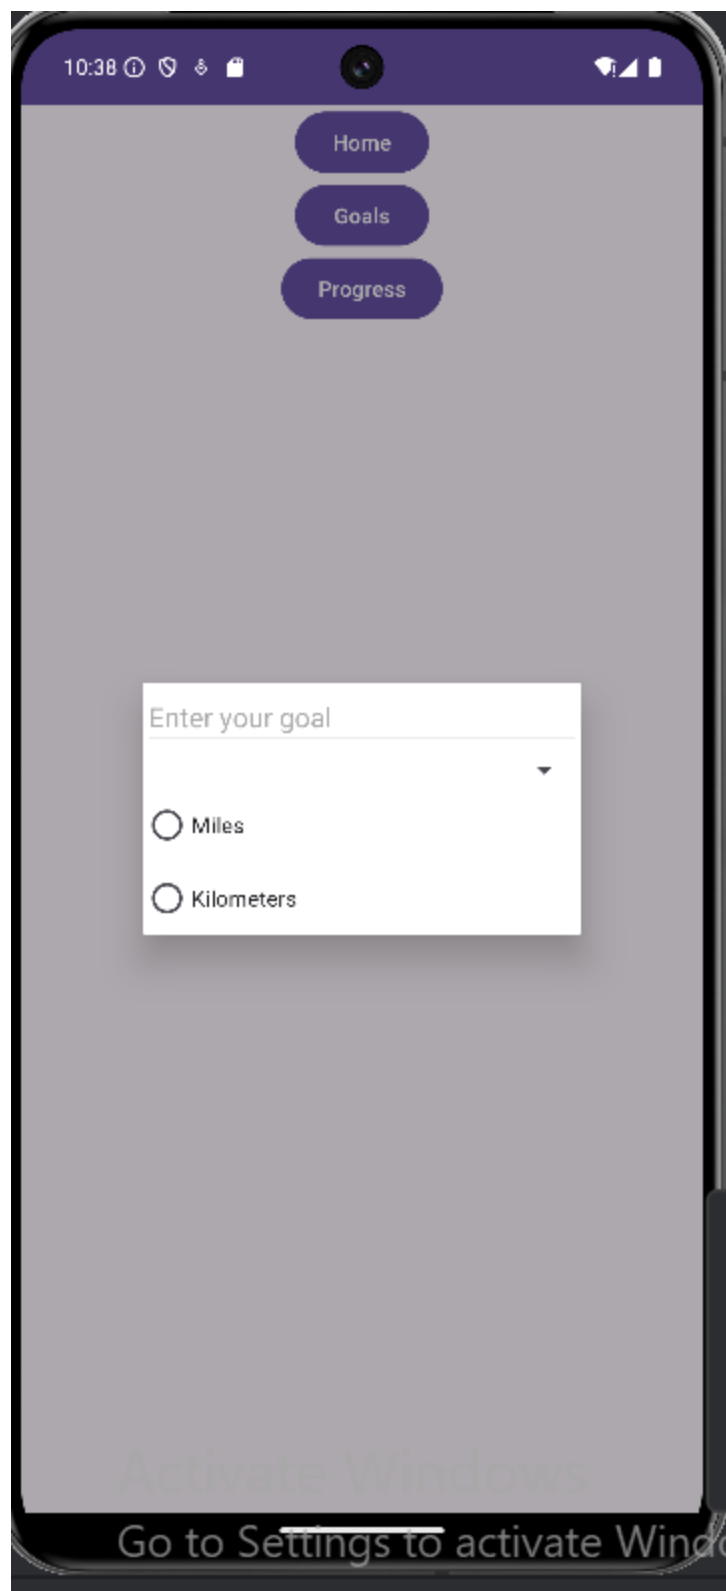 10:38
Home
Goals
Progress
Enter your goal
Miles
Kilometers
Activate Windows
Go to Settings to activate Windo